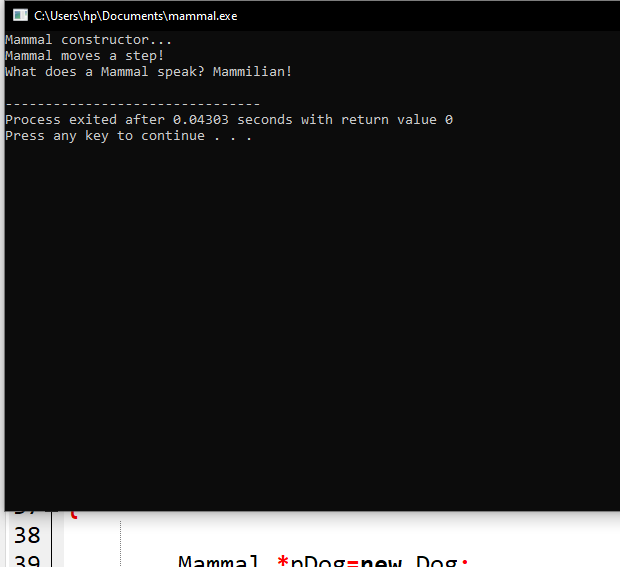 C:\Users\hp\Documents\mammal.exe
Mammal constructor...
Mammal moves a step!
What does a Mammal speak? Mammilian!
--------------------------------
Process exited after 0.04303 seconds with return value 0
Press any key to continue . . .
37 {
38
39 Mammal *pDog=new Dog;